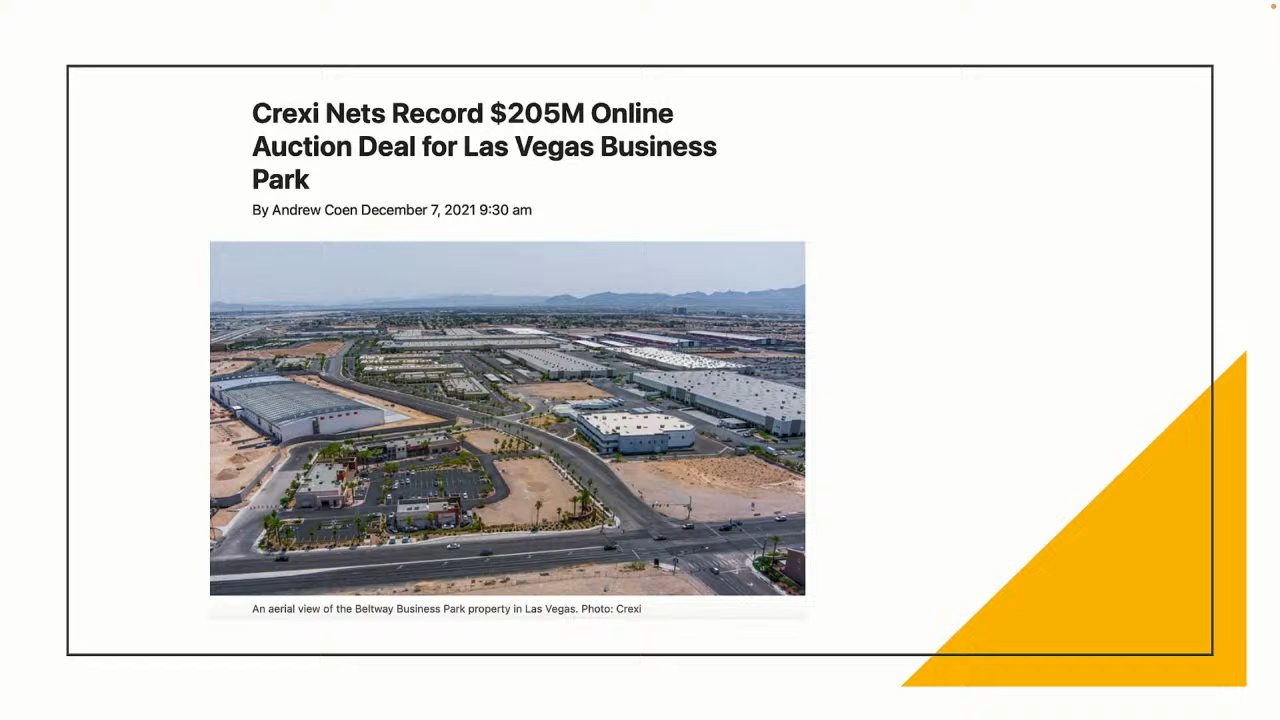 Crexi Nets Record $205M Online
Auction Deal for Las Vegas Business
Park
By Andrew Coen December 7, 2021 9:30 am
An aerial view of the Beltway Business Park property in Las Vegas. Photo: Crexi